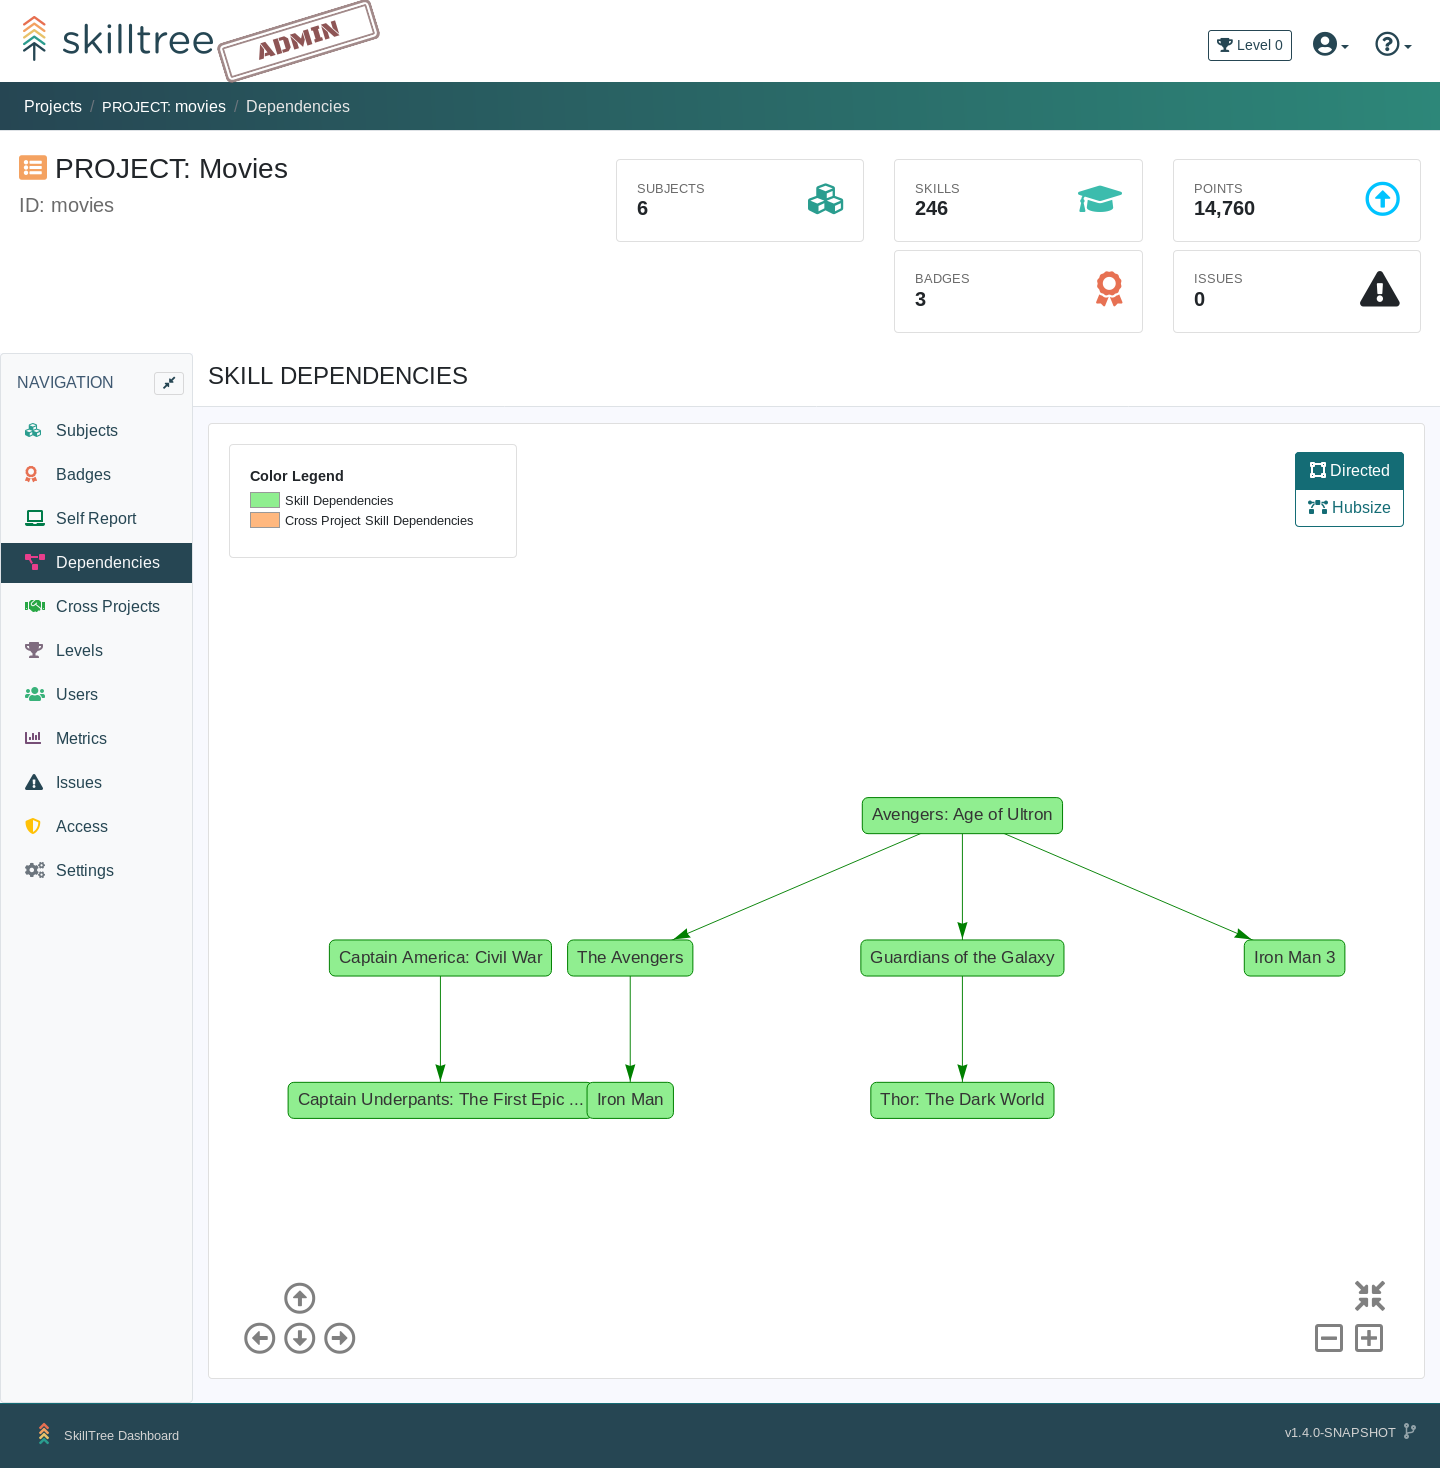 skilltree
ADMIN
Level 0
Projects / PROJECT: movies / Dependencies
PROJECT: Movies
ID: movies
SUBJECTS
6
SKILLS
246
POINTS
14,760
BADGES
3
ISSUES
0
NAVIGATION
Subjects
Badges
Self Report
Dependencies
Cross Projects
Levels
Users
Metrics
Issues
Access
Settings
SKILL DEPENDENCIES
Color Legend
Skill Dependencies
Cross Project Skill Dependencies
Directed
Hubsize
Avengers: Age of Ultron
Captain America: Civil War
The Avengers
Guardians of the Galaxy
Iron Man 3
Captain Underpants: The First Epic ...
Iron Man
Thor: The Dark World
SkillTree Dashboard
v1.4.0-SNAPSHOT